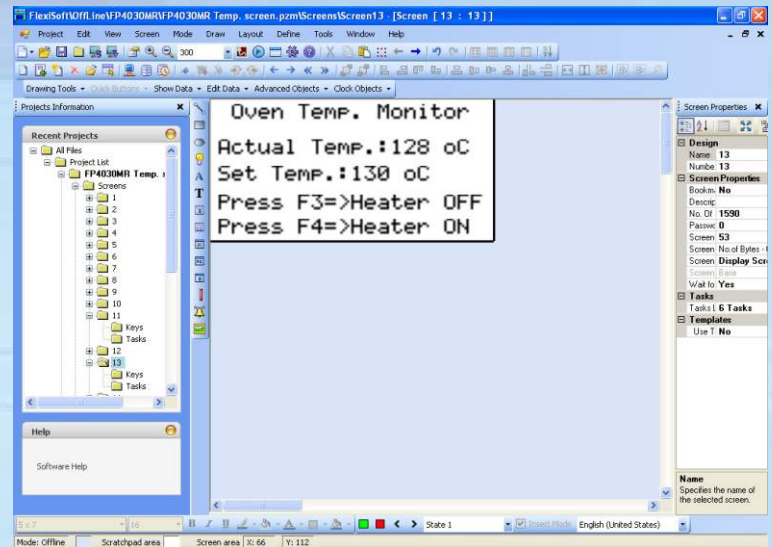 FlexiSoft\OffLine\FP4030MR\FP4030MR Temp. screen.pzm\Screens\Screen13 - [Screen [ 13 : 13 ] ]
Project Edit View Screen Mode Draw Layout Define Tools Window Help
300
Drawing Tools Quick Buttons Show Data Edit Data Advanced Objects Clock Objects
Projects Information
Recent Projects
All Files
Project List
FP4030MR Temp.
Screens
1
2
3
4
5
6
7
8
9
10
11
Keys
Tasks
12
13
Keys
Tasks
Help
Software Help
Oven Temp. Monitor
Actual Temp.:128 oC
Set Temp.:130 oC
Press F3=>Heater OFF
Press F4=>Heater ON
Screen Properties
Design
Name 13
Numbe 13
Screen Properties
Bookm. No
Descrip
No. Of 1590
Passwc 0
Screen 53
Screen No.of Bytes -
Screen Display Scre
Screen Base
Wait fo Yes
Tasks
Tasks L 6 Tasks
Templates
Use T No
Name
Specifies the name of
the selected screen.
5 x 7 16 B I U A State 1 Insert Mode English (United States)
Mode: Offline Scratchpad area Screen area X: 66 Y: 112